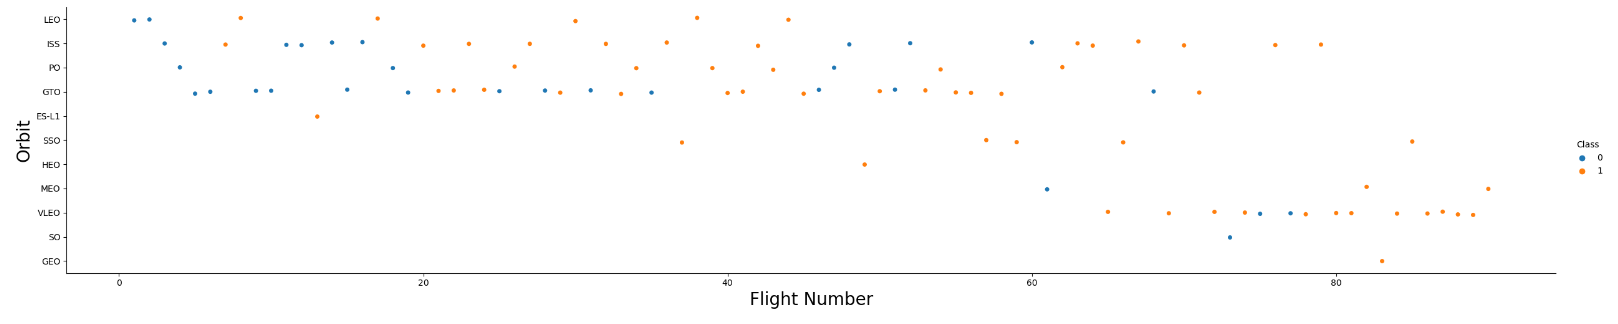 LEO
ISS
PO
GTO
ES-L1
SSO
HEO
MEO
VLEO
SO
GEO
Orbit
0 20 40 60 80
Flight Number
Class
0
1